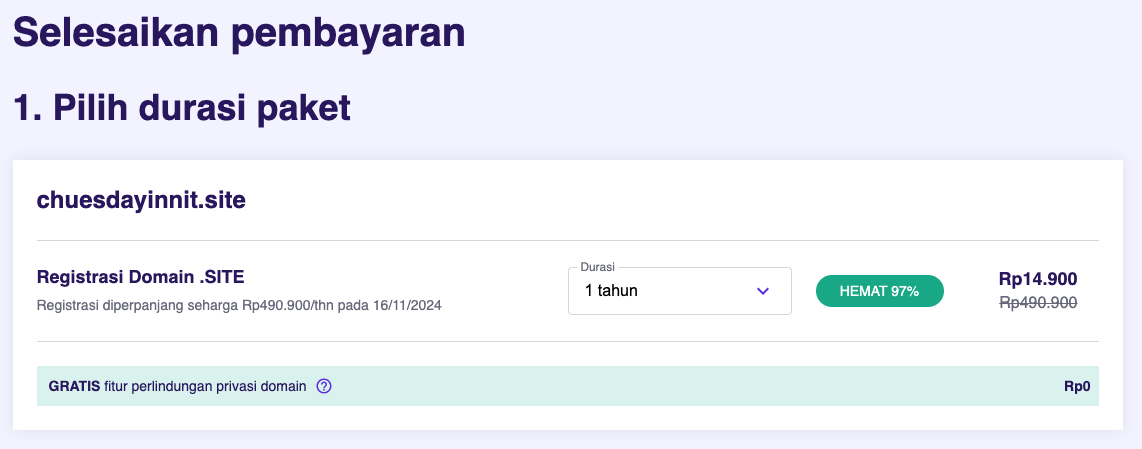 Selesaikan pembayaran
1. Pilih durasi paket
chuesdayinnit.site
Registrasi Domain .SITE
Registrasi diperpanjang seharga Rp490.900/thn pada 16/11/2024
Durasi
1 tahun
HEMAT 97%
Rp14.900
Rp490.900
GRATIS fitur perlindungan privasi domain ?
Rp0